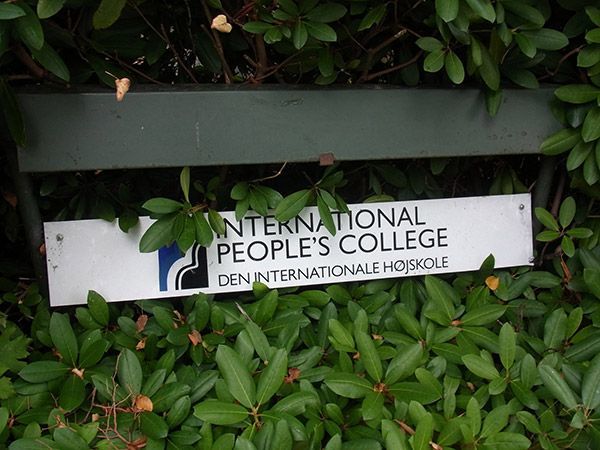 INTERNATIONAL
PEOPLE'S COLLEGE
DEN INTERNATIONALE HØJSKOLE